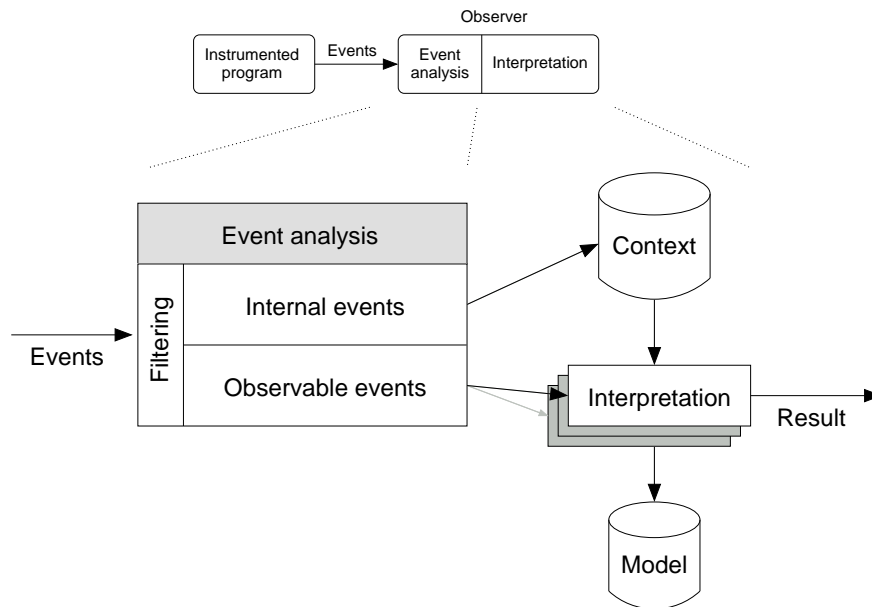 Observer
Instrumented
program
Events
Event
analysis
Interpretation
Event analysis
Filtering
Internal events
Observable events
Events
Context
Interpretation
Result
Model